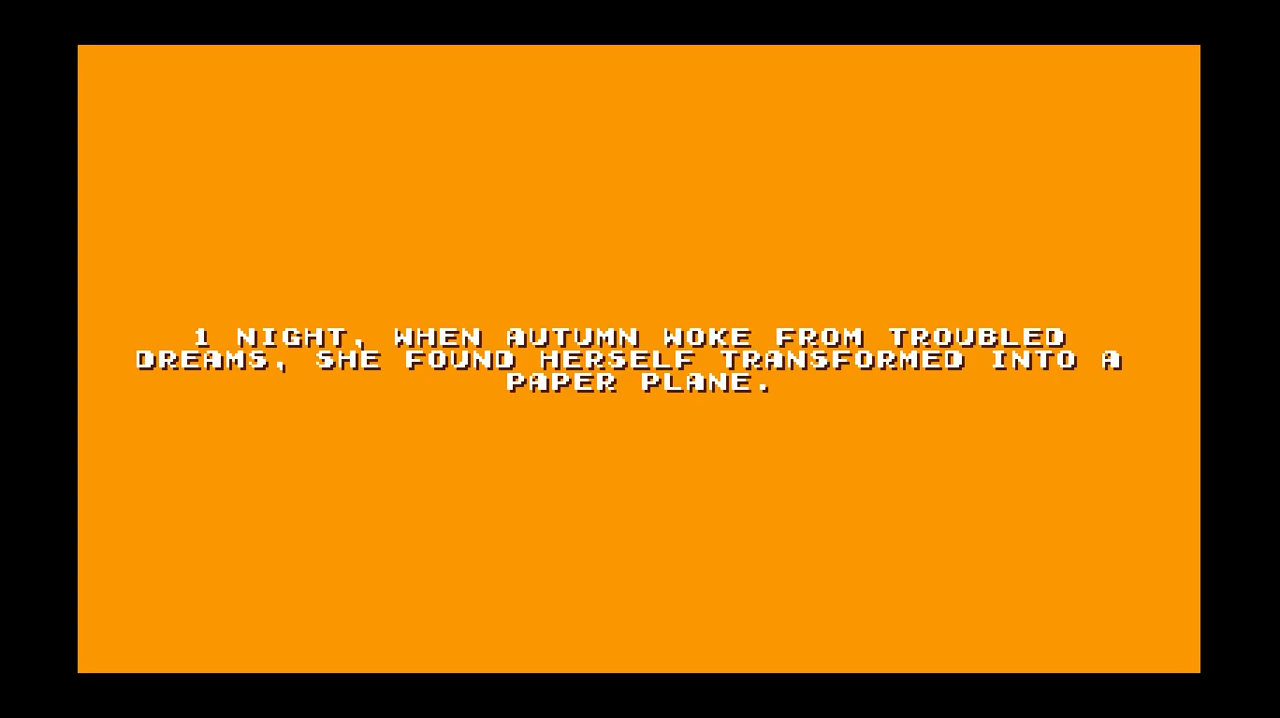 1 NIGHT, WHEN AUTUMN WOKE FROM TROUBLED
DREAMS, SHE FOUND HERSELF TRANSFORMED INTO A
PAPER PLANE.